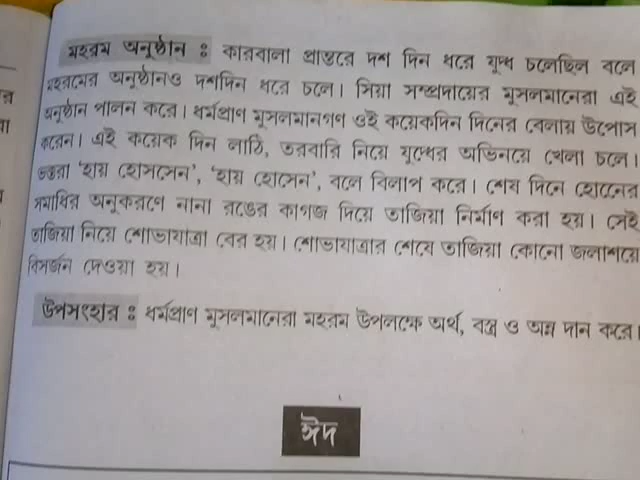 মহরম অনুষ্ঠান : কারবালা প্রান্তরে দশ দিন ধরে যুদ্ধ চলেছিল বলে
মহরমের অনুষ্ঠানও দশদিন ধরে চলে। সিয়া সম্প্রদায়ের মুসলমানেরা এই
অনুষ্ঠান পালন করে। ধর্মপ্রাণ মুসলমানগণ ওই কয়েকদিন দিনের বেলায় উপোস
করেন। এই কয়েক দিন লাঠি, তরবারি নিয়ে যুদ্ধের অভিনয়ে খেলা চলে।
ভক্তরা ‘হায় হোসসেন’, ‘হায় হোসেন’, বলে বিলাপ করে। শেষ দিনে হোসেনের
সমাধির অনুকরণে নানা রঙের কাগজ দিয়ে তাজিয়া নির্মাণ করা হয়। সেই
তাজিয়া নিয়ে শোভাযাত্রা বের হয়। শোভাযাত্রার শেষে তাজিয়া কোনো জলাশয়ে
বিসর্জন দেওয়া হয়।
উপসংহার : ধর্মপ্রাণ মুসলমানেরা মহরম উপলক্ষে অর্থ, বস্ত্র ও অন্ন দান করে।
ঈদ